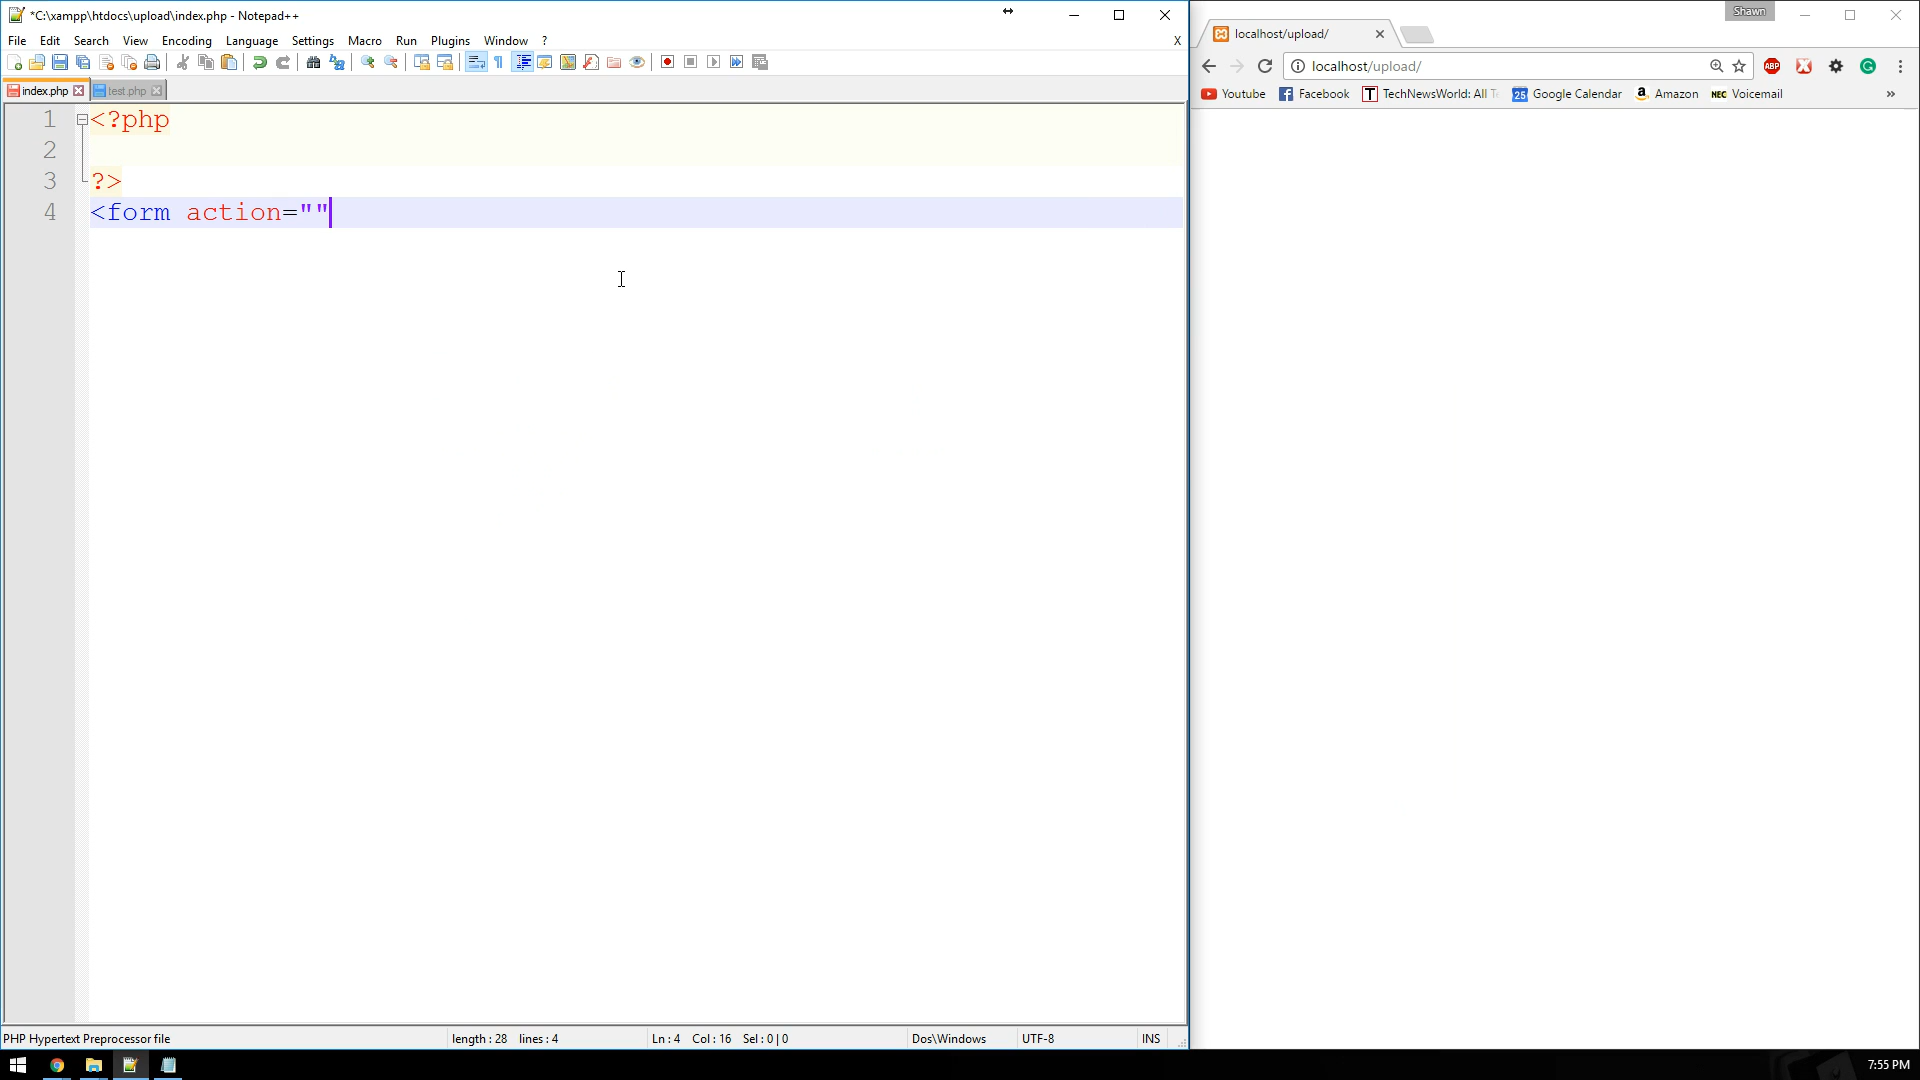 *C:\xampp\htdocs\upload\index.php - Notepad++
File Edit Search View Encoding Language Settings Macro Run Plugins Window ? X
index.php test.php
1 <?php
2
3 ?>
4 <form action=""
PHP Hypertext Preprocessor file length : 28 lines : 4 Ln : 4 Col : 16 Sel : 0 | 0 Dos\Windows UTF-8 INS
Shawn
localhost/upload/
localhost/upload/
ABP
Youtube Facebook T TechNewsWorld: All 25 Google Calendar a Amazon NEC Voicemail »
7:55 PM